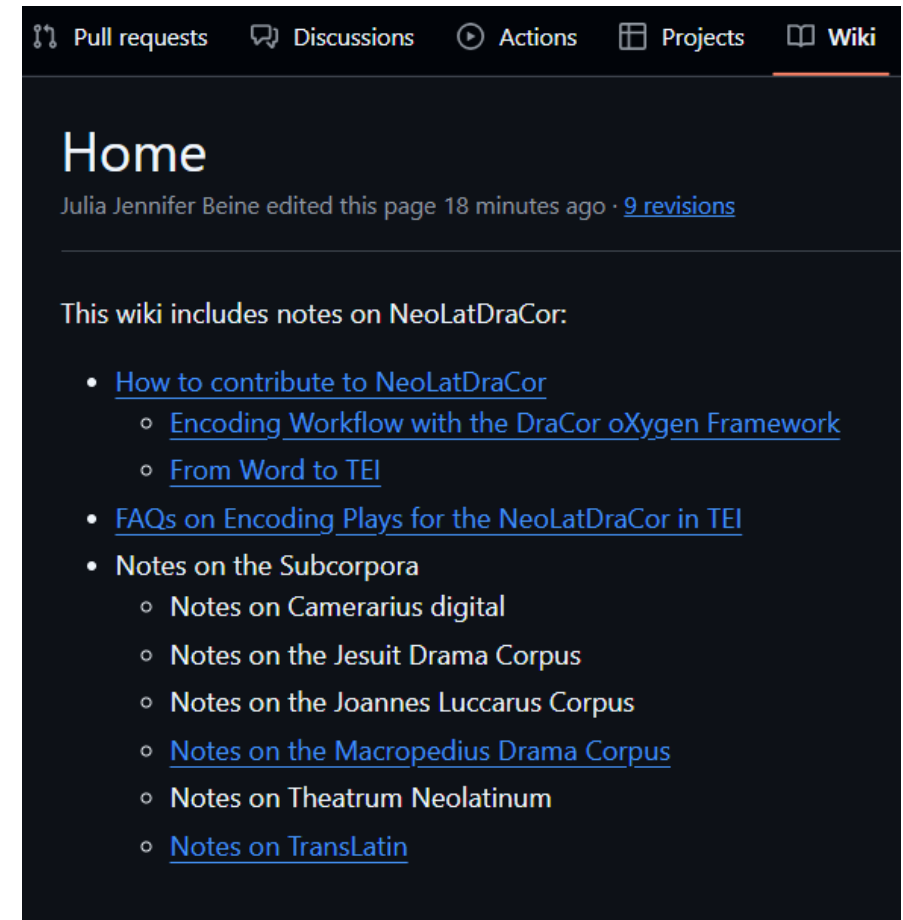 Pull requests Discussions Actions Projects Wiki
Home
Julia Jennifer Beine edited this page 18 minutes ago · 9 revisions
This wiki includes notes on NeoLatDraCor:
How to contribute to NeoLatDraCor
Encoding Workflow with the DraCor oXygen Framework
From Word to TEI
FAQs on Encoding Plays for the NeoLatDraCor in TEI
Notes on the Subcorpora
Notes on Camerarius digital
Notes on the Jesuit Drama Corpus
Notes on the Joannes Luccarus Corpus
Notes on the Macropedius Drama Corpus
Notes on Theatrum Neolatinum
Notes on TransLatin